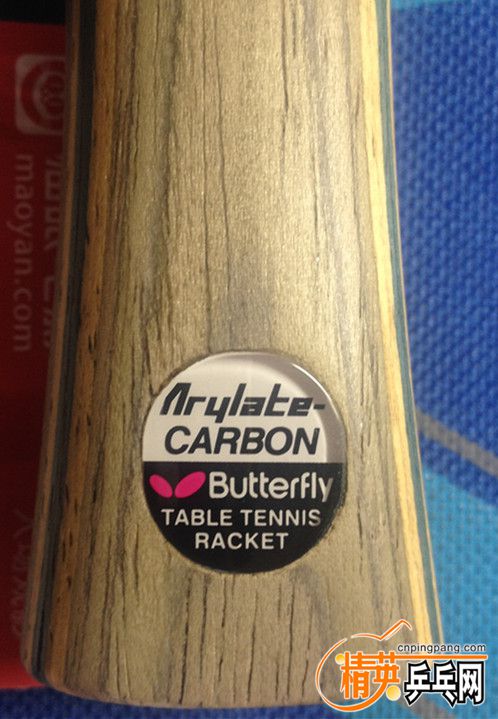 maoyan.com
Arylate-
CARBON
Butterfly
TABLE TENNIS
RACKET
cnpingpang.com
精英乒乓网